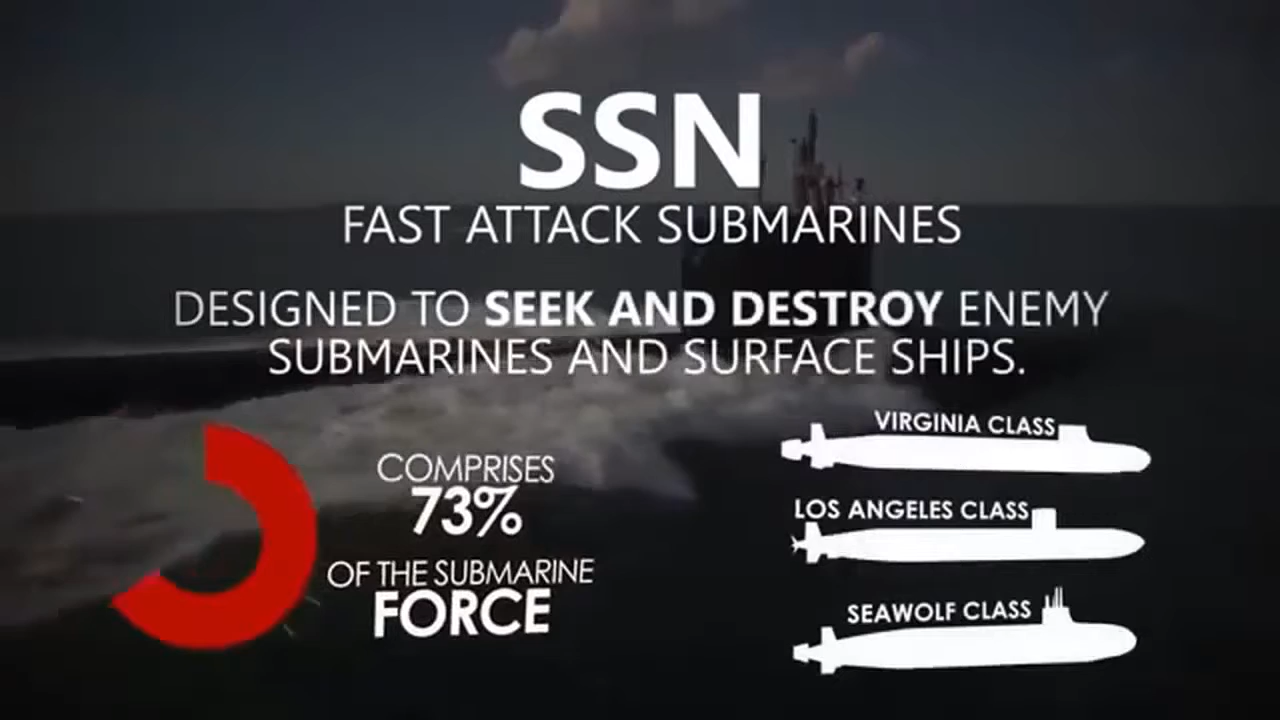 SSN
FAST ATTACK SUBMARINES
DESIGNED TO SEEK AND DESTROY ENEMY
SUBMARINES AND SURFACE SHIPS.
COMPRISES
73%
OF THE SUBMARINE
FORCE
VIRGINIA CLASS
LOS ANGELES CLASS
SEAWOLF CLASS